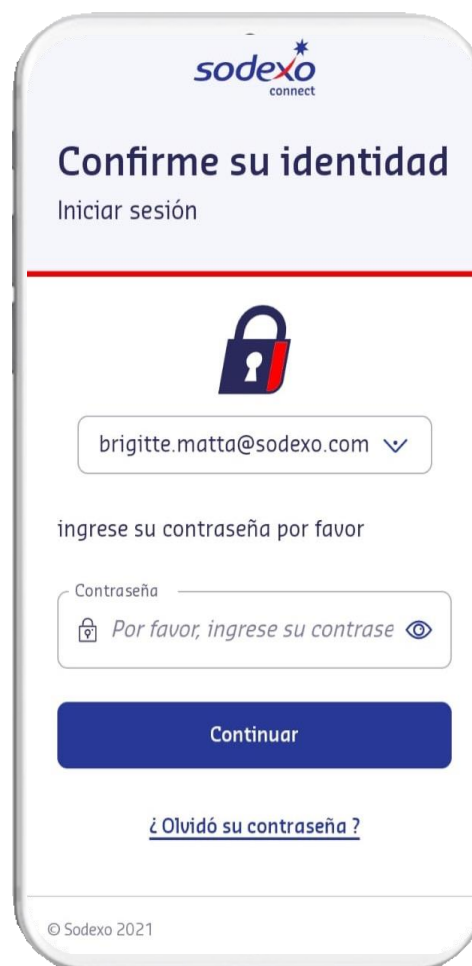 sodexo
connect
Confirme su identidad
Iniciar sesión
brigitte.matta@sodexo.com
ingrese su contraseña por favor
Contraseña
Por favor, ingrese su contrase
Continuar
¿ Olvidó su contraseña ?
© Sodexo 2021